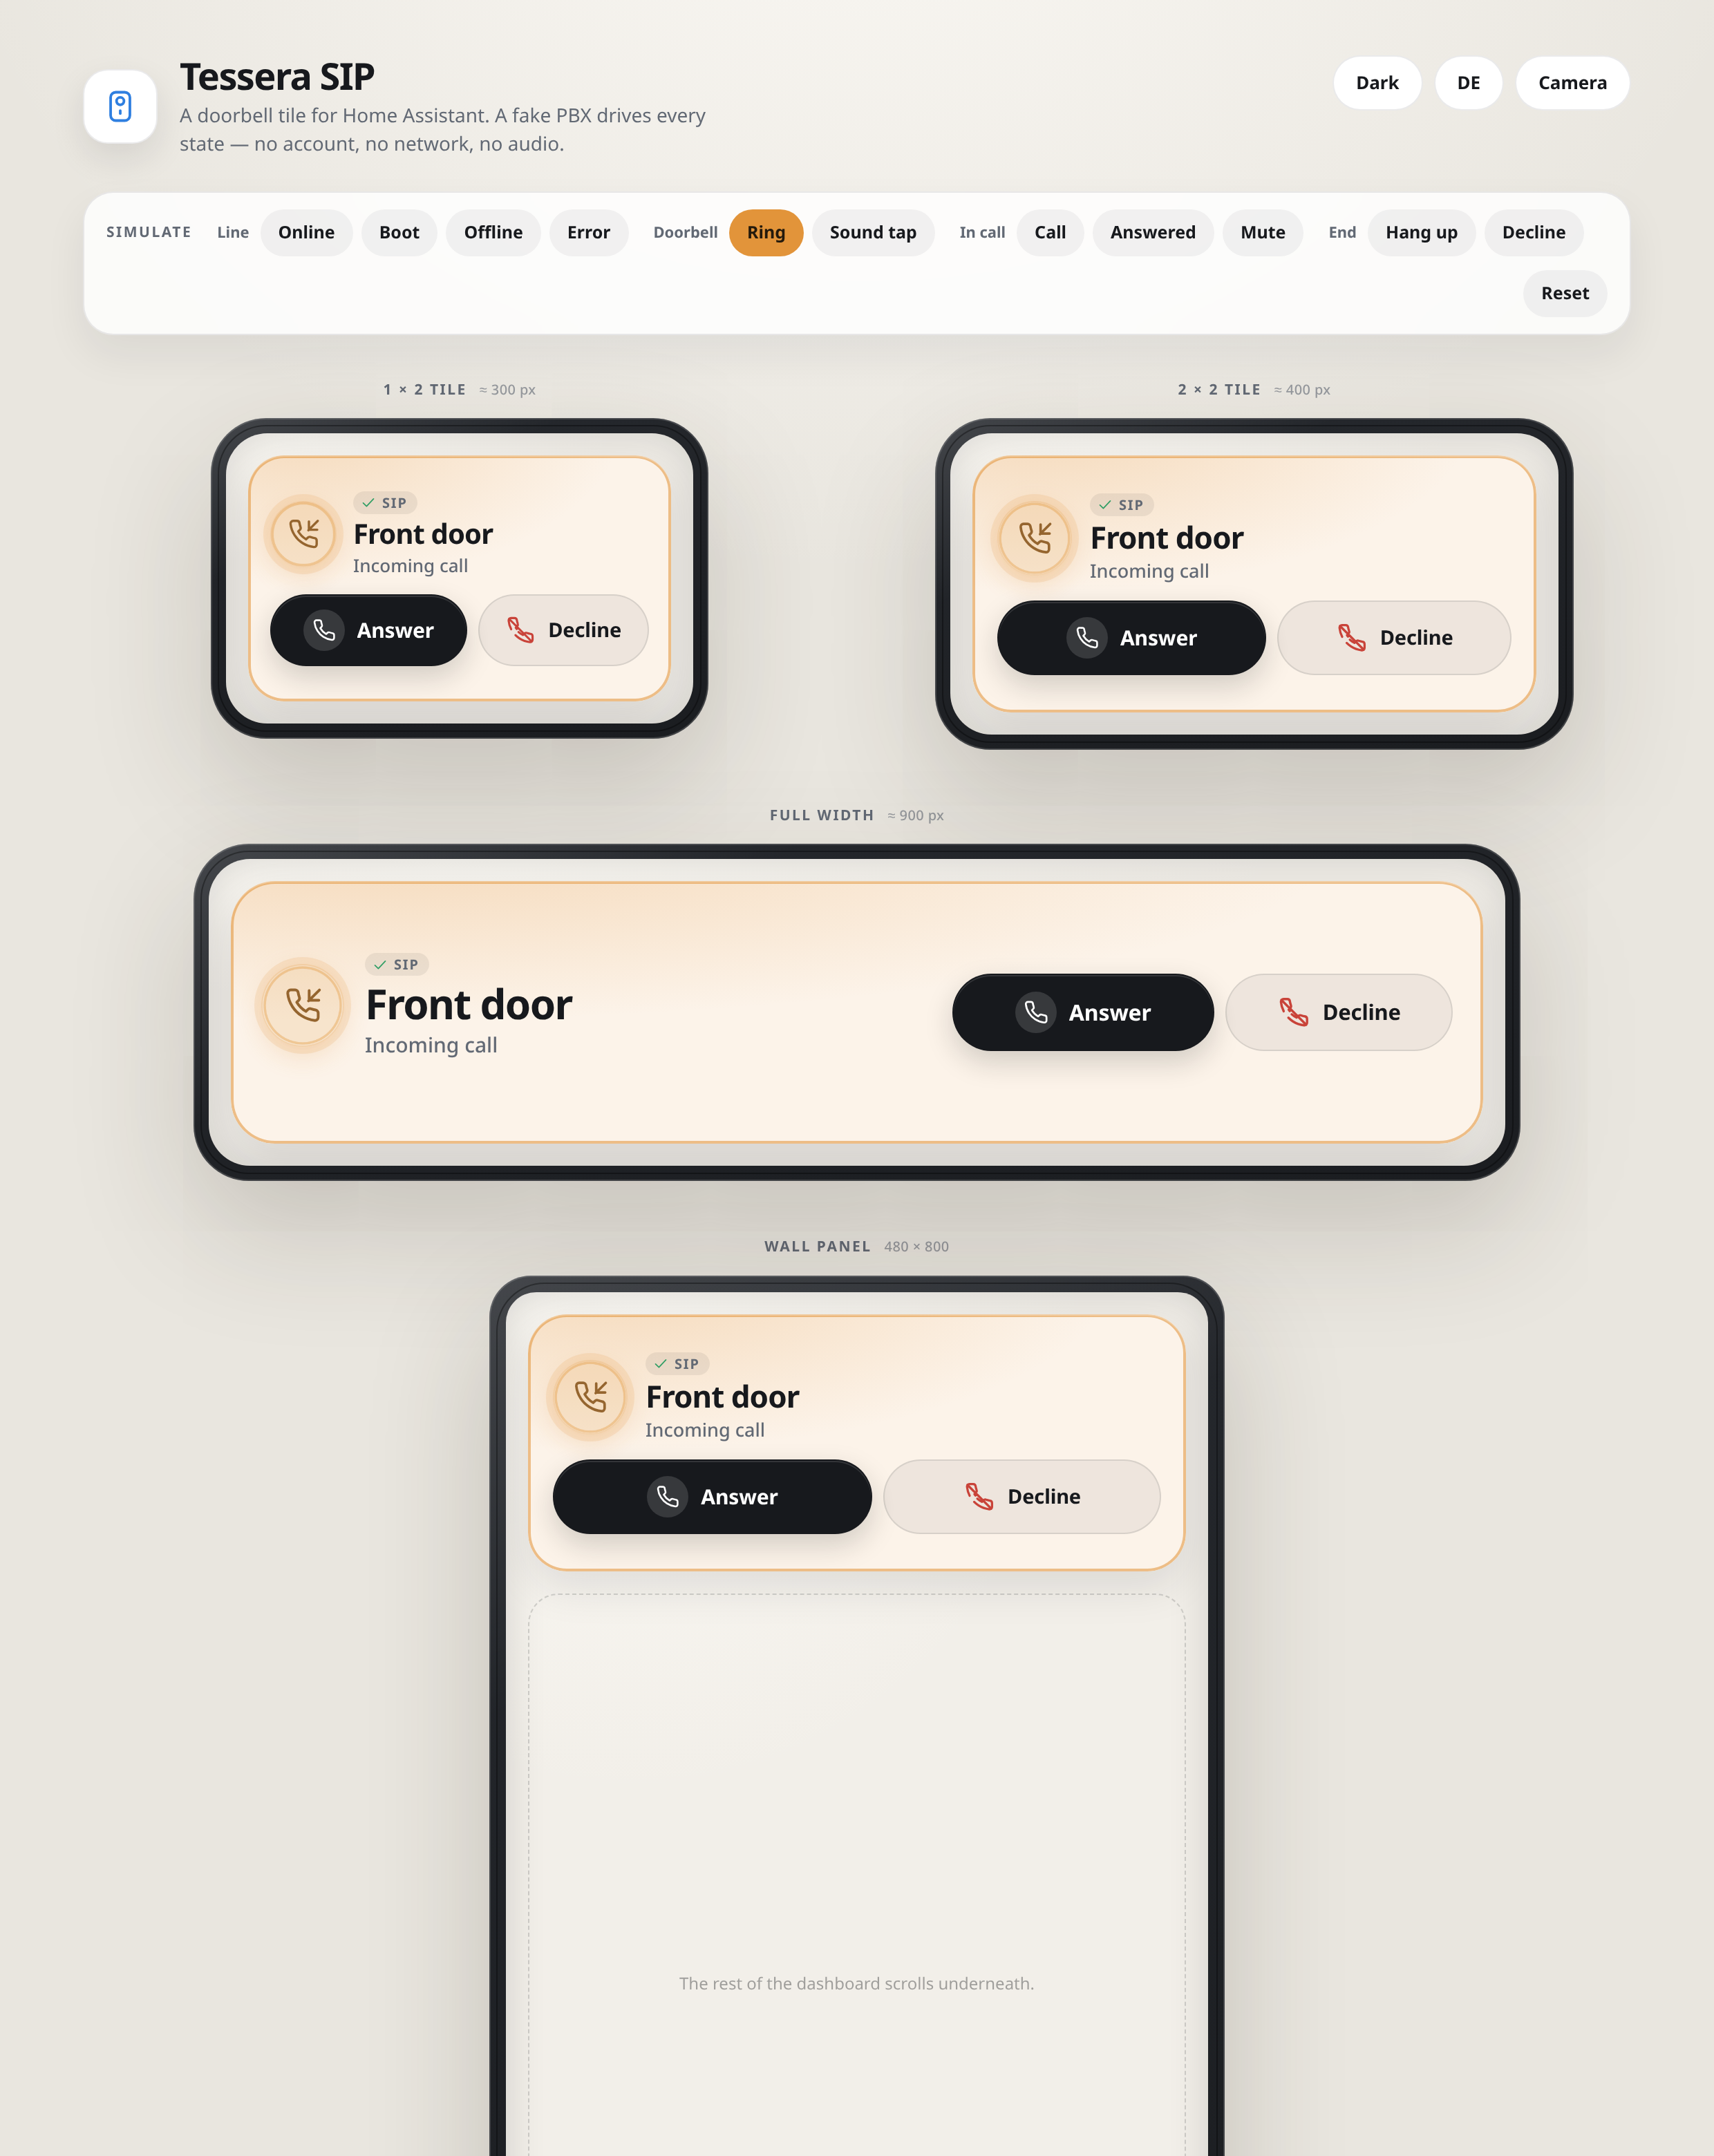 Tessera SIP
A doorbell tile for Home Assistant. A fake PBX drives every
state — no account, no network, no audio.
Dark
DE
Camera
SIMULATE Line Online Boot Offline Error Doorbell Ring Sound tap In call Call Answered Mute End Hang up Decline
Reset
1 × 2 TILE ≈ 300 px
SIP
Front door
Incoming call
Answer
Decline
2 × 2 TILE ≈ 400 px
SIP
Front door
Incoming call
Answer
Decline
FULL WIDTH ≈ 900 px
SIP
Front door
Incoming call
Answer
Decline
WALL PANEL 480 × 800
SIP
Front door
Incoming call
Answer
Decline
The rest of the dashboard scrolls underneath.